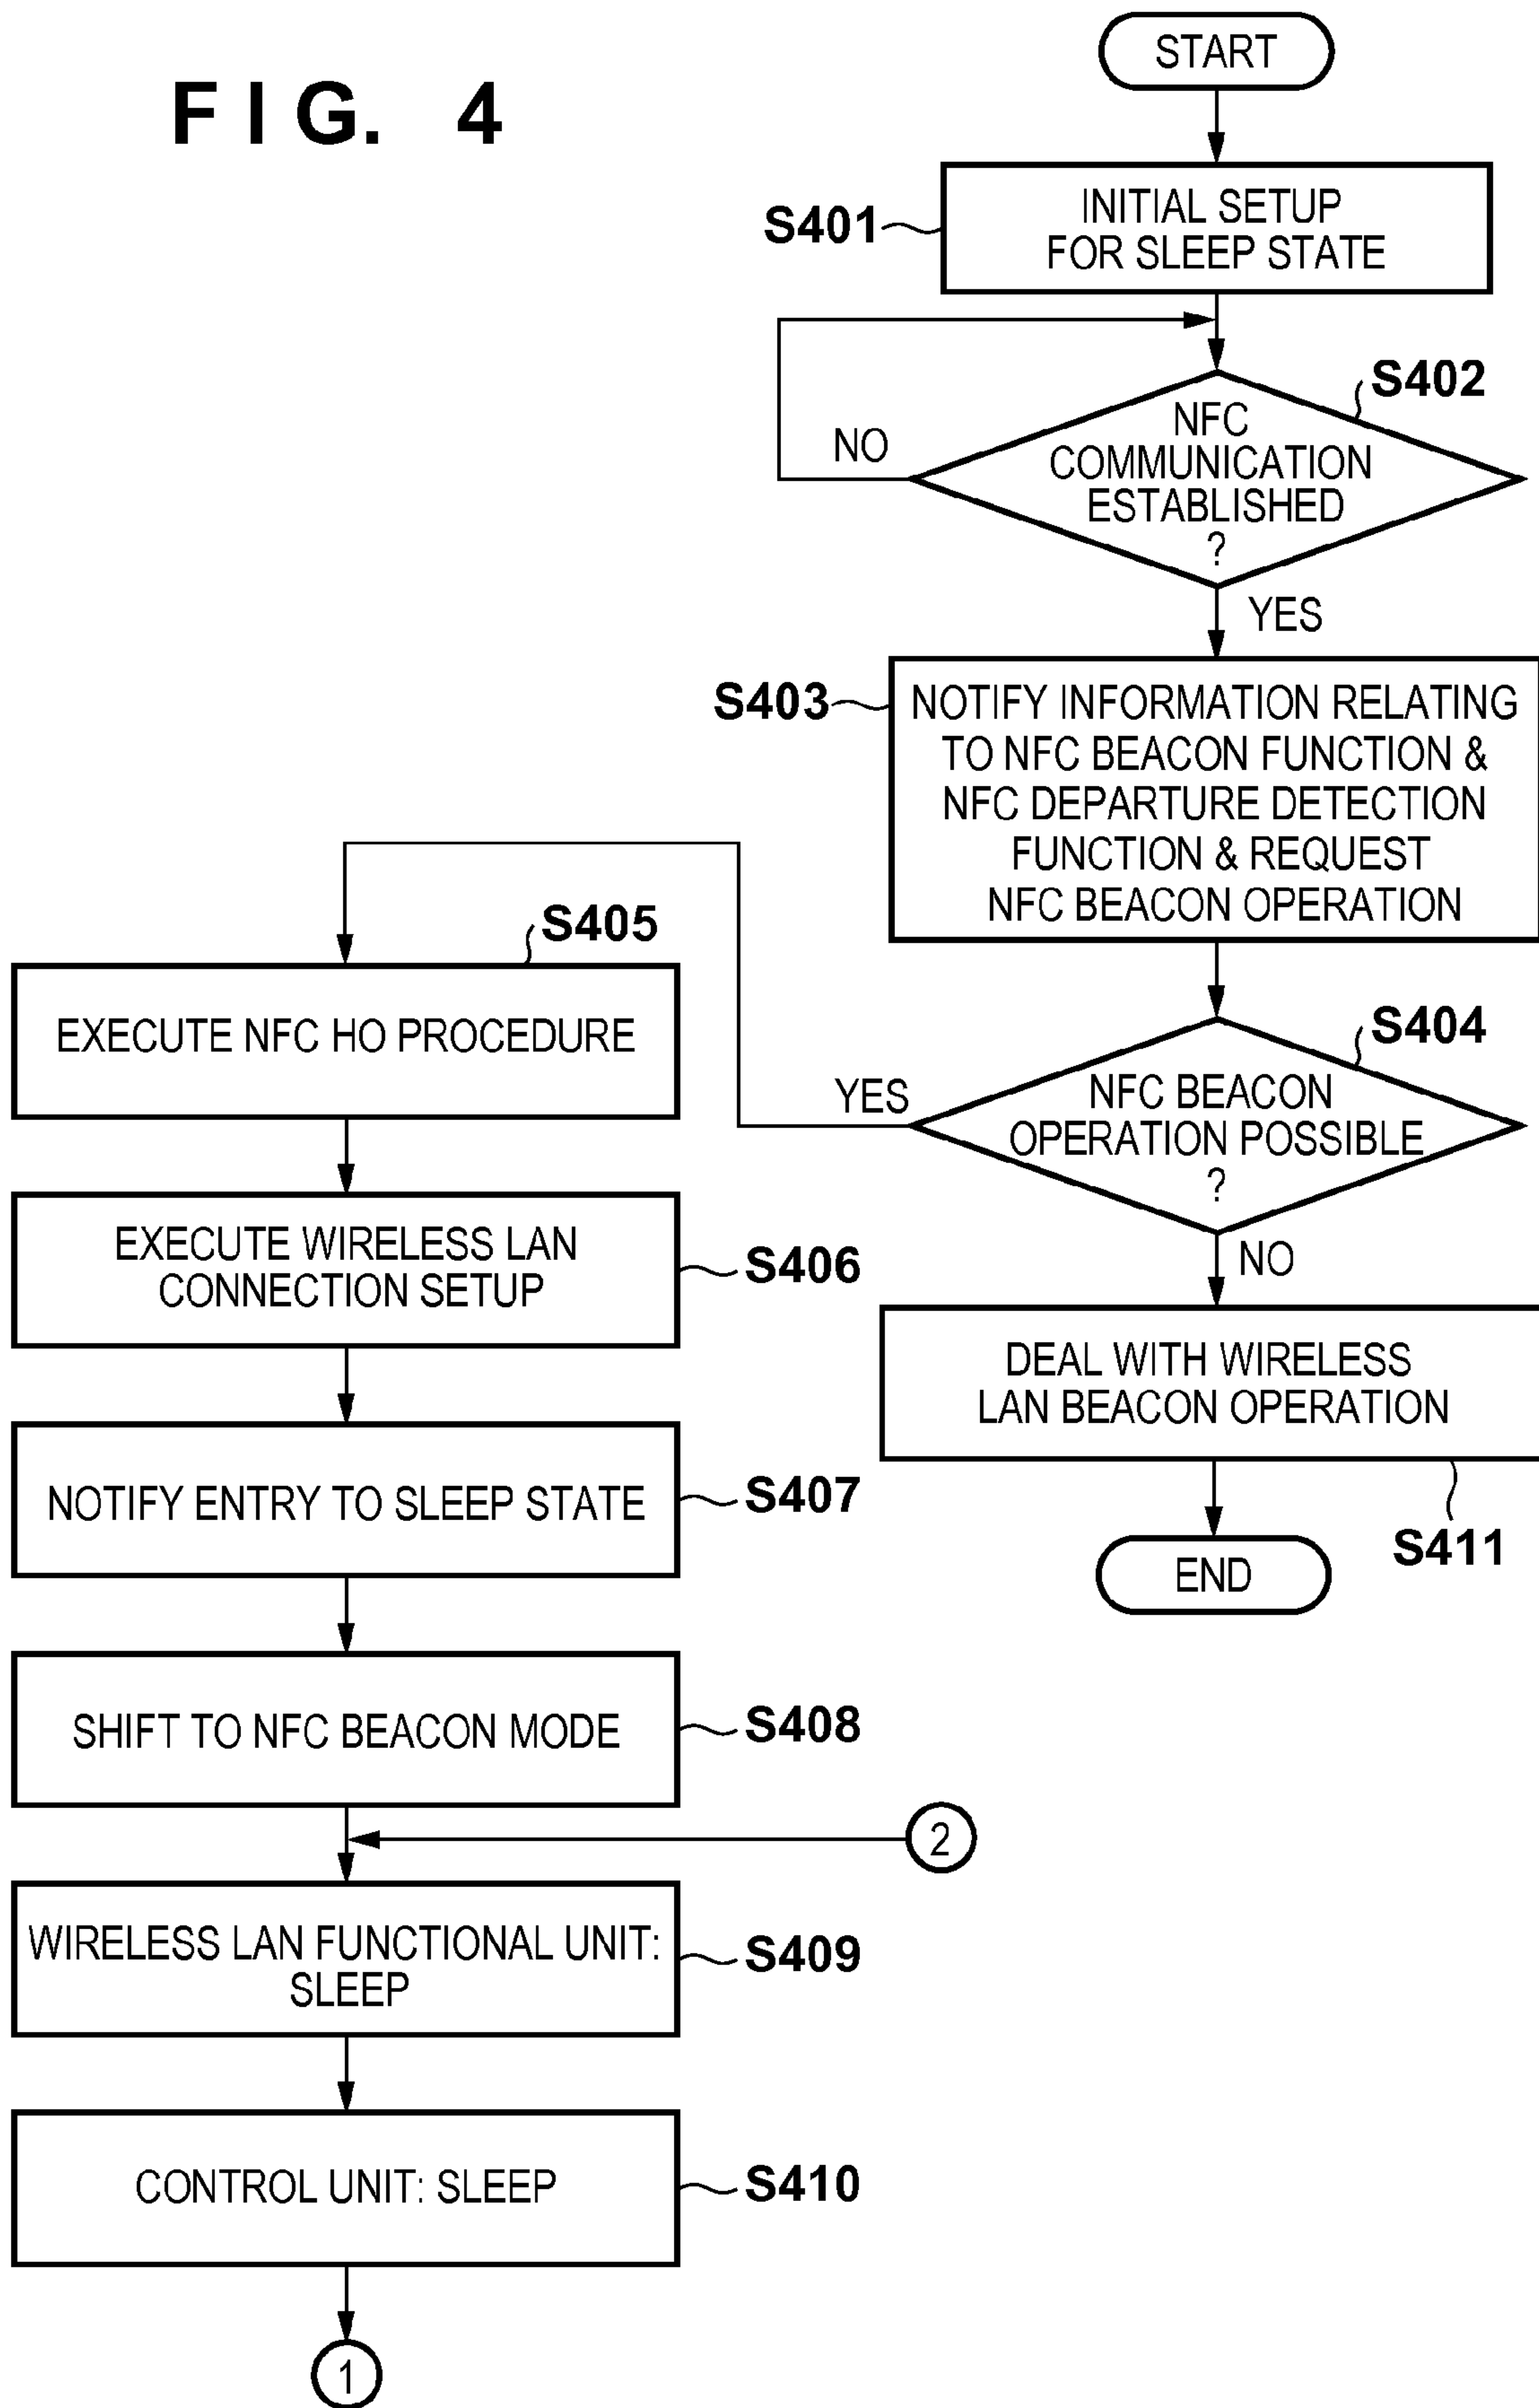 FIG. 4
START
S401
INITIAL SETUP
FOR SLEEP STATE
S402
NFC
COMMUNICATION
ESTABLISHED
?
NO
YES
S403
NOTIFY INFORMATION RELATING
TO NFC BEACON FUNCTION &
NFC DEPARTURE DETECTION
FUNCTION & REQUEST
NFC BEACON OPERATION
S404
NFC BEACON
OPERATION POSSIBLE
?
YES
NO
DEAL WITH WIRELESS
LAN BEACON OPERATION
S411
END
S405
EXECUTE NFC HO PROCEDURE
EXECUTE WIRELESS LAN
CONNECTION SETUP
S406
NOTIFY ENTRY TO SLEEP STATE
S407
SHIFT TO NFC BEACON MODE
S408
2
WIRELESS LAN FUNCTIONAL UNIT:
SLEEP
S409
CONTROL UNIT: SLEEP
S410
1